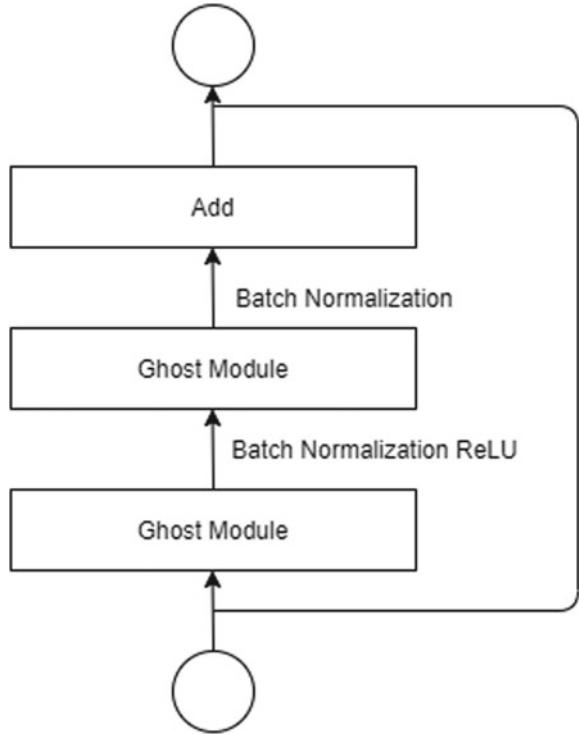 Add
Batch Normalization
Ghost Module
Batch Normalization ReLU
Ghost Module